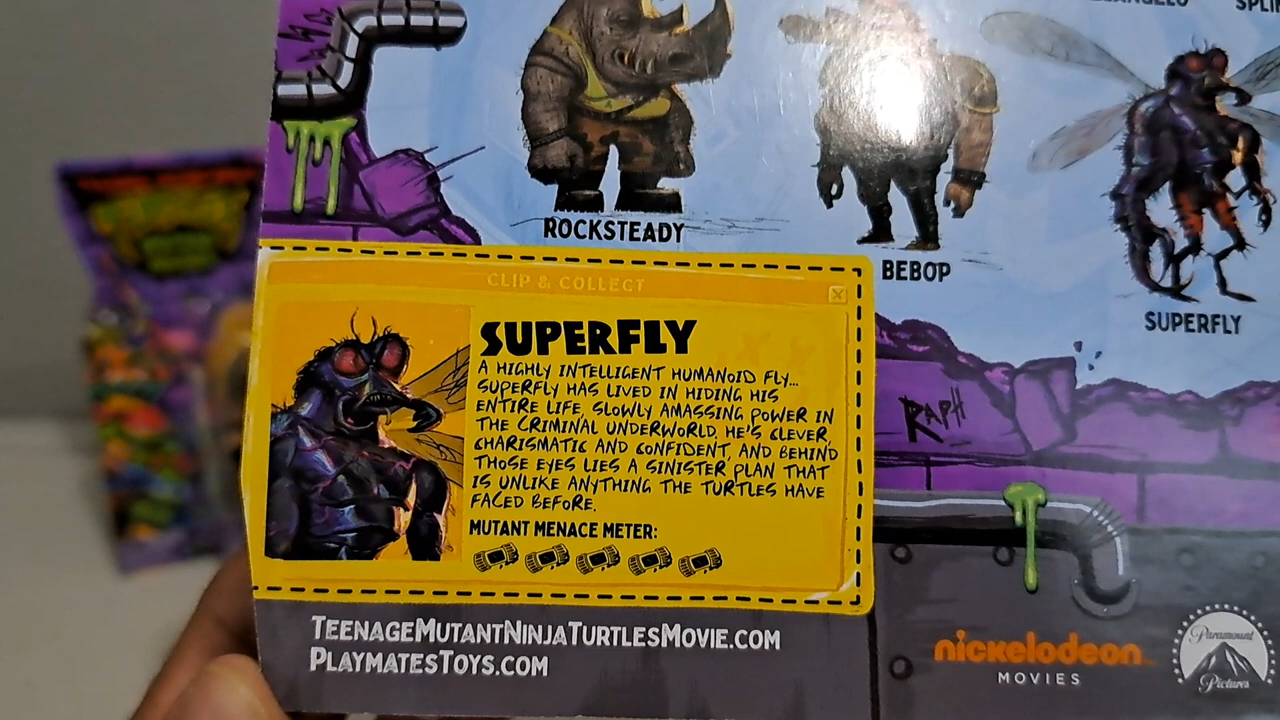 ROCKSTEADY
BEBOP
SUPERFLY
CLIP & COLLECT
SUPERFLY
A HIGHLY INTELLIGENT HUMANOID FLY...
SUPERFLY HAS LIVED IN HIDING HIS
ENTIRE LIFE, SLOWLY AMASSING POWER IN
THE CRIMINAL UNDERWORLD. HE'S CLEVER,
CHARISMATIC AND CONFIDENT, AND BEHIND
THOSE EYES LIES A SINISTER PLAN THAT
IS UNLIKE ANYTHING THE TURTLES HAVE
FACED BEFORE.
MUTANT MENACE METER:
RAPH
TEENAGEMUTANTNINJATURTLESMOVIE.COM
PLAYMATESTOYS.COM
nickelodeon
MOVIES
Paramount
Pictures